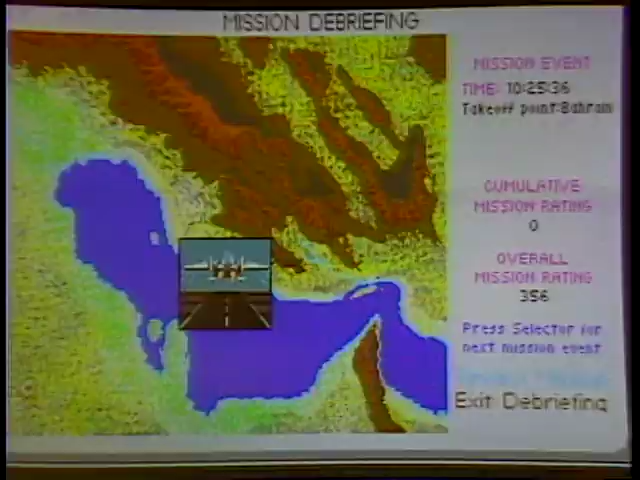 MISSION DEBRIEFING
MISSION EVENT
TIME: 10:25:36
Takeoff point:Bahrain
CUMULATIVE
MISSION RATING
0
OVERALL
MISSION RATING
356
Press Selector for
next mission event
Exit Debriefing